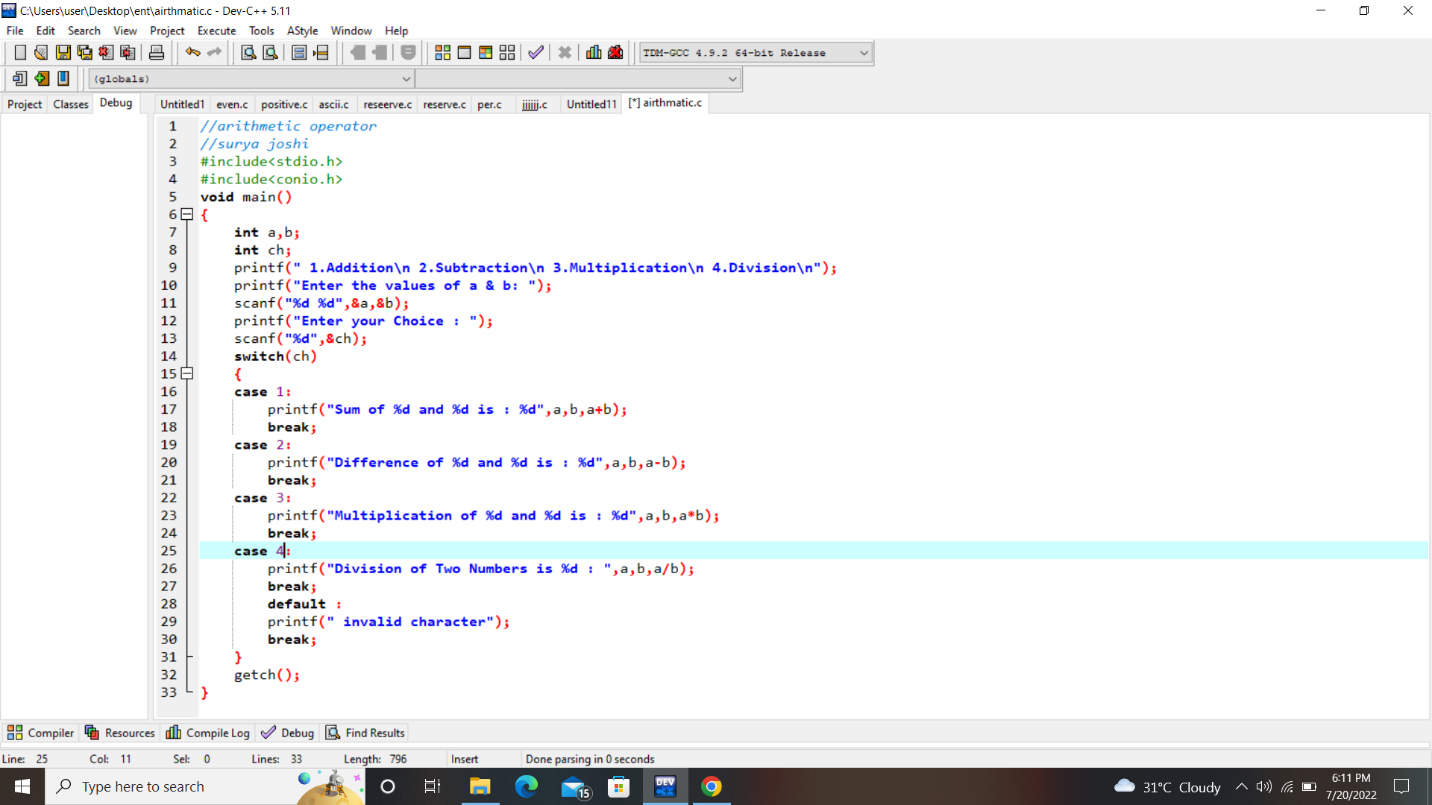 C:\Users\user\Desktop\ent\airthmatic.c - Dev-C++ 5.11
File Edit Search View Project Execute Tools AStyle Window Help
TDM-GCC 4.9.2 64-bit Release
(globals)
Project Classes Debug Untitled1 even.c positive.c ascii.c reseerve.c reserve.c per.c jjjjjj.c Untitled11 [*] airthmatic.c
1 //arithmetic operator
2 //surya joshi
3 #include<stdio.h>
4 #include<conio.h>
5 void main()
6 {
7 int a,b;
8 int ch;
9 printf(" 1.Addition\n 2.Subtraction\n 3.Multiplication\n 4.Division\n");
10 printf("Enter the values of a & b: ");
11 scanf("%d %d",&a,&b);
12 printf("Enter your Choice : ");
13 scanf("%d",&ch);
14 switch(ch)
15 {
16 case 1:
17 printf("Sum of %d and %d is : %d",a,b,a+b);
18 break;
19 case 2:
20 printf("Difference of %d and %d is : %d",a,b,a-b);
21 break;
22 case 3:
23 printf("Multiplication of %d and %d is : %d",a,b,a*b);
24 break;
25 case 4:
26 printf("Division of Two Numbers is %d : ",a,b,a/b);
27 break;
28 default :
29 printf(" invalid character");
30 break;
31 }
32 getch();
33 }
Compiler Resources Compile Log Debug Find Results
Line: 25 Col: 11 Sel: 0 Lines: 33 Length: 796 Insert Done parsing in 0 seconds
Type here to search 15 DEV 31°C Cloudy 6:11 PM
7/20/2022